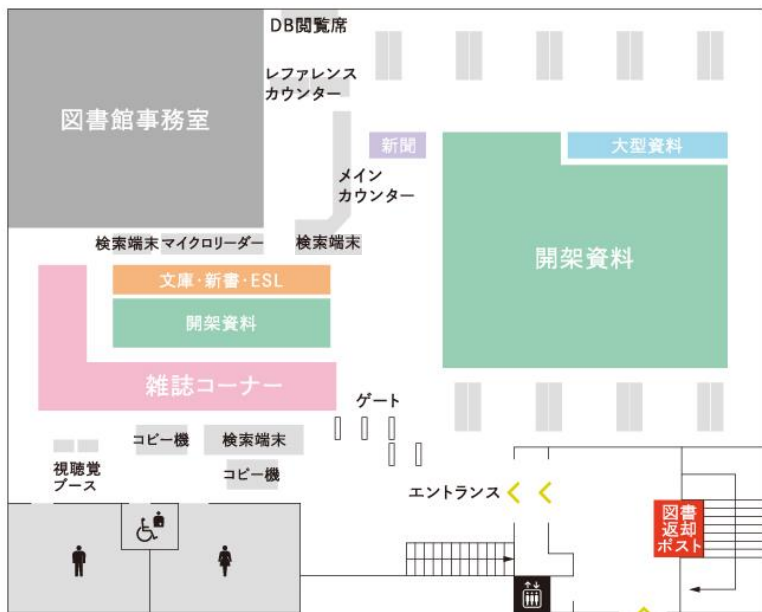 DB閲覧席
レファレンス
カウンター
図書館事務室
新聞
大型資料
メイン
カウンター
検索端末
マイクロリーダー
検索端末
開架資料
文庫・新書・ESL
開架資料
雑誌コーナー
ゲート
コピー機
検索端末
視聴覚
ブース
コピー機
エントランス
図書
返却
ポスト